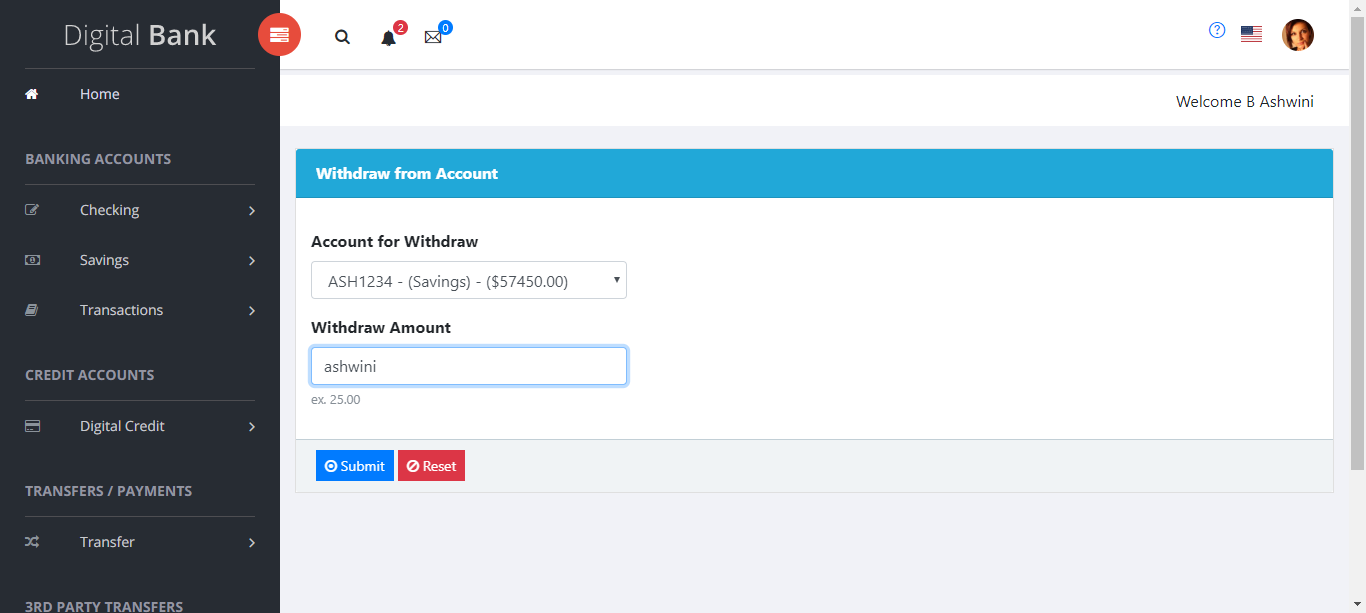 Digital Bank
2
0
Welcome B Ashwini
Home
BANKING ACCOUNTS
Checking
Savings
Transactions
CREDIT ACCOUNTS
Digital Credit
TRANSFERS / PAYMENTS
Transfer
3RD PARTY TRANSFERS
Withdraw from Account
Account for Withdraw
ASH1234 - (Savings) - ($57450.00)
Withdraw Amount
ashwini
ex. 25.00
Submit
Reset